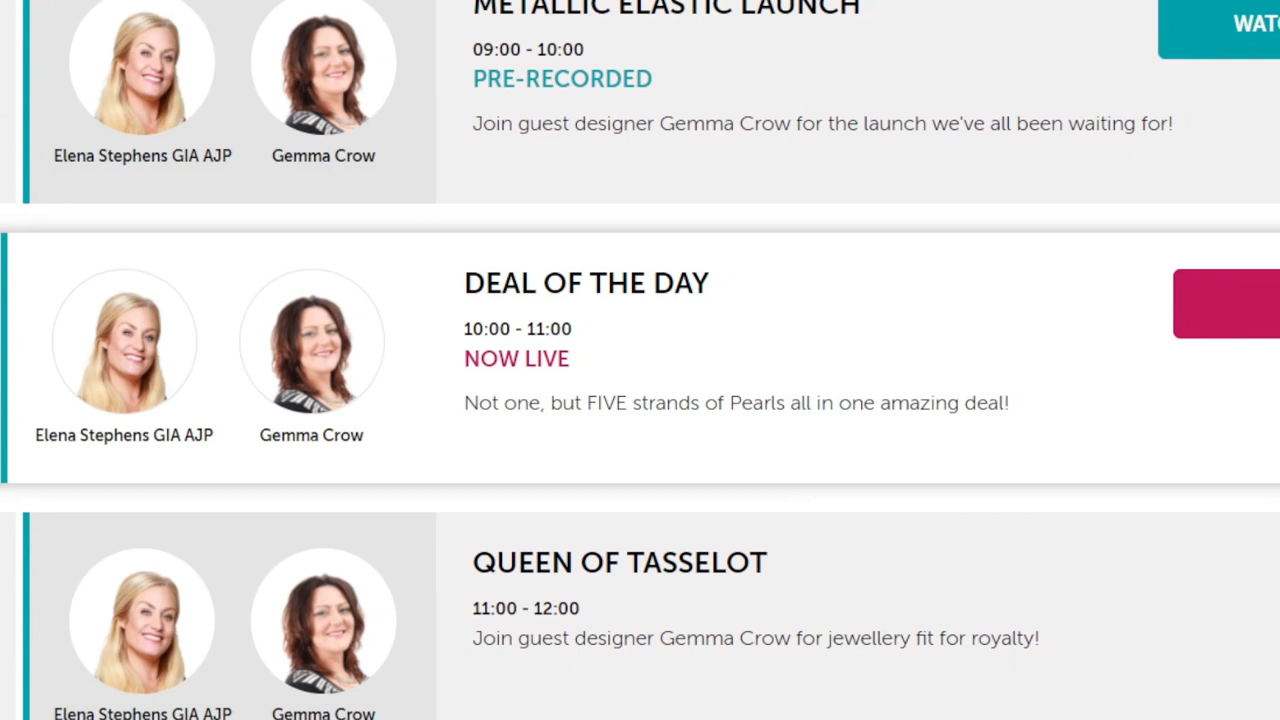 METALLIC ELASTIC LAUNCH
09:00 - 10:00
PRE-RECORDED
Join guest designer Gemma Crow for the launch we've all been waiting for!
Elena Stephens GIA AJP
Gemma Crow
DEAL OF THE DAY
10:00 - 11:00
NOW LIVE
Not one, but FIVE strands of Pearls all in one amazing deal!
Elena Stephens GIA AJP
Gemma Crow
QUEEN OF TASSELOT
11:00 - 12:00
Join guest designer Gemma Crow for jewellery fit for royalty!
Elena Stephens GIA AJP
Gemma Crow